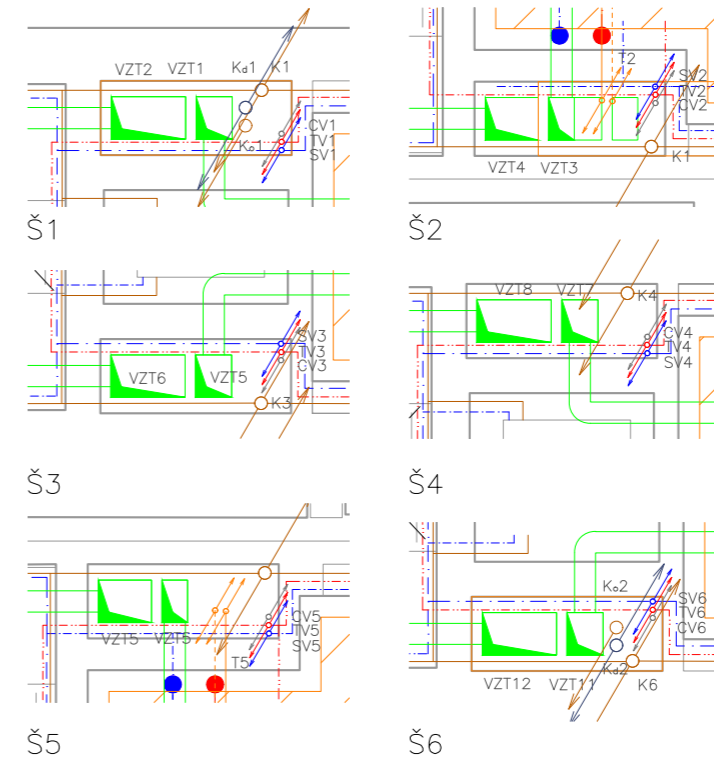 VZT2 VZT1 Kd1 K1
CV1
TV1
SV1
Ko1
Š1
T2
SV2
TV2
CV2
K1
VZT4 VZT3
Š2
SV3
TV3
CV3
VZT6 VZT5
K3
Š3
VZT8 VZT7
K4
CV4
TV4
SV4
Š4
CV5
TV5
SV5
VZT5 VZT5
T5
Š5
Ko2
SV6
TV6
CV6
Kd2
VZT12 VZT11 K6
Š6